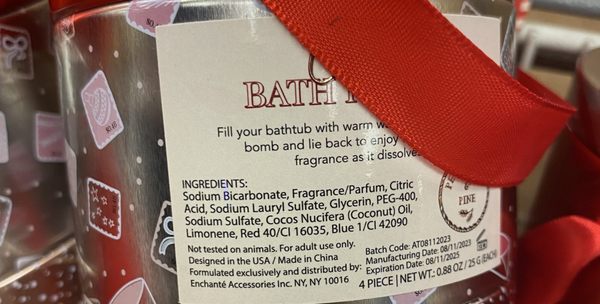 BATH
Fill your bathtub with warm
bomb and lie back to enjoy
fragrance as it dissolve
INGREDIENTS:
Sodium Bicarbonate, Fragrance/Parfum, Citric
Acid, Sodium Lauryl Sulfate, Glycerin, PEG-400,
Sodium Sulfate, Cocos Nucifera (Coconut) Oil,
Limonene, Red 40/CI 16035, Blue 1/CI 42090
Not tested on animals. For adult use only.
Designed in the USA / Made in China
Formulated exclusively and distributed by:
Enchanté Accessories Inc. NY, NY 10016
Batch Code: AT08112023
Manufacturing Date: 08/11/2023
Expiration Date: 08/11/2025
4 PIECE | NET WT.: 0.88 OZ / 25 G (EACH)
PINE